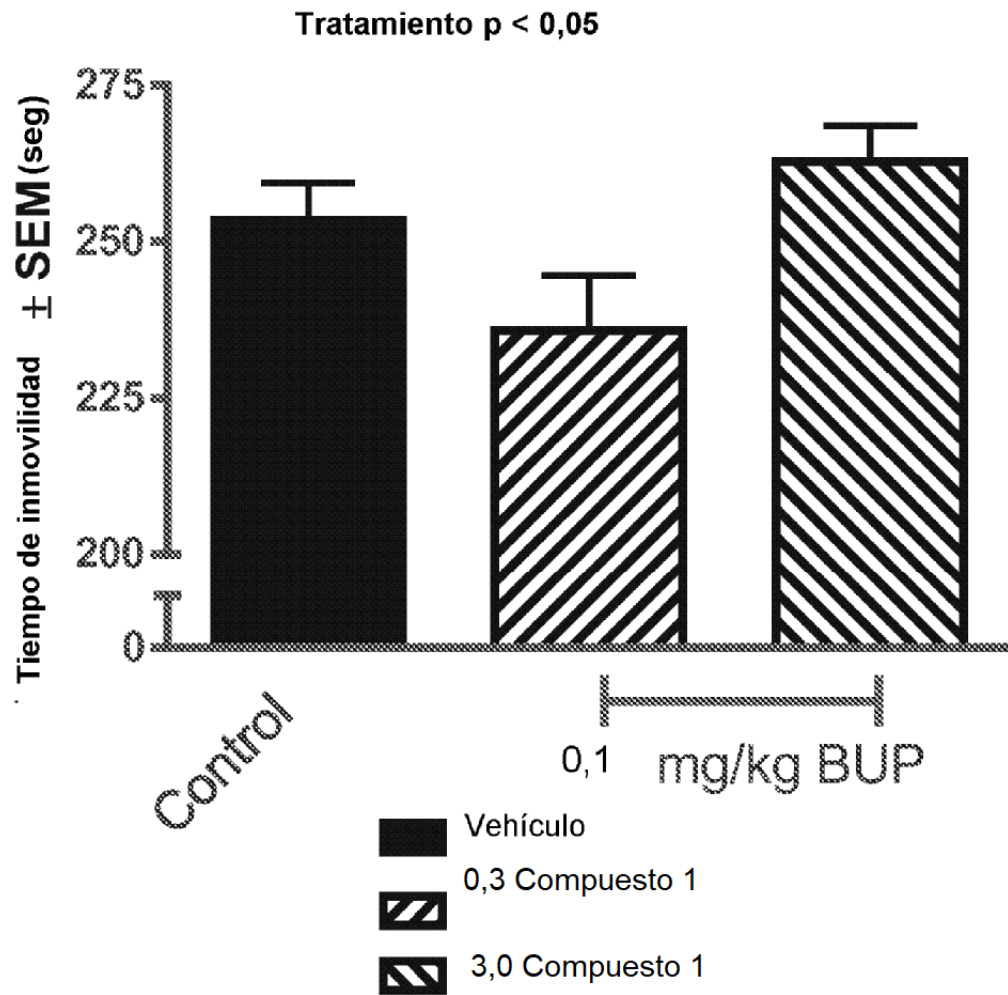 Tratamiento p < 0,05
Tiempo de inmovilidad ± SEM (seg)
275
250
225
200
0
Control
0,1 mg/kg BUP
Vehículo
0,3 Compuesto 1
3,0 Compuesto 1